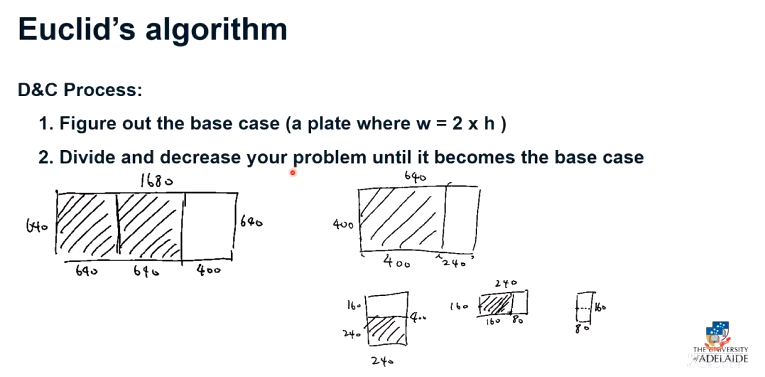 Euclid's algorithm
D&C Process:
1. Figure out the base case (a plate where w = 2 x h )
2. Divide and decrease your problem until it becomes the base case
1680
640
640
640 640 400
640
400
400 240
160
240
400
240
240
160
160 80
160
80
THE UNIVERSITY
of ADELAIDE